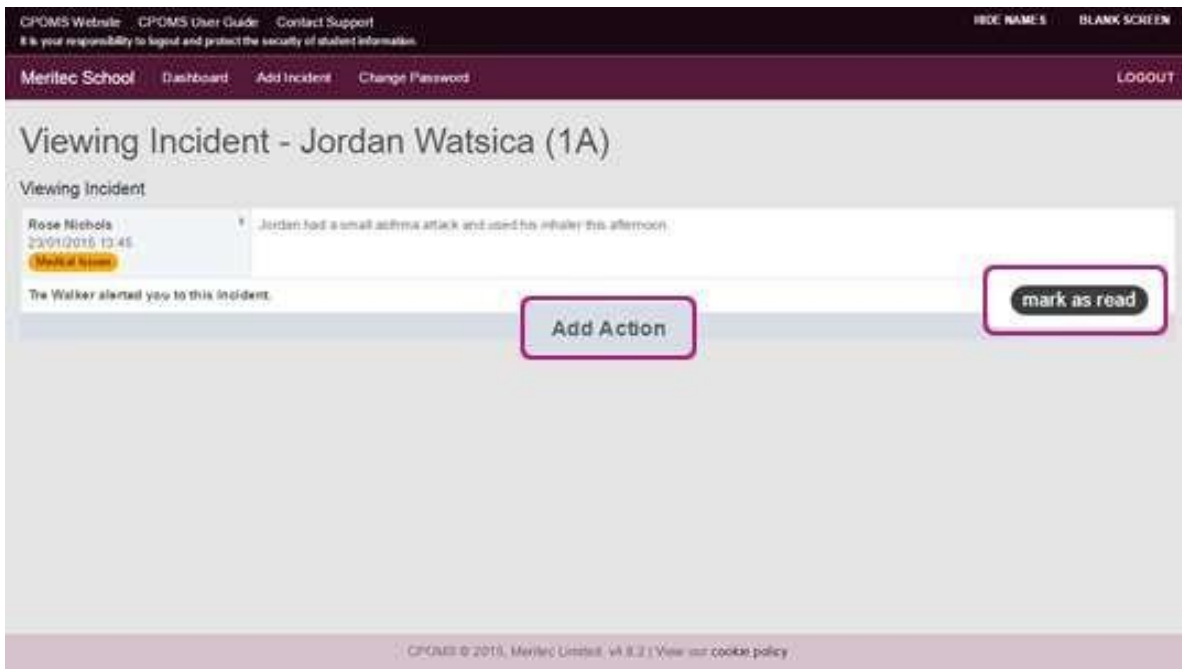 CPOMS Website CPOMS User Guide Contact Support HIDE NAMES BLANK SCREEN
It is your responsibility to logout and protect the security of student information.
Meritec School Dashboard Add Incident Change Password LOGOUT
Viewing Incident - Jordan Watsica (1A)
Viewing Incident
Rose Nichols
23/01/2015 13:45
Medical Issues
Jordan had a small asthma attack and used his inhaler this afternoon.
Tre Walker alerted you to this incident.
mark as read
Add Action
CPOMS © 2015, Meritec Limited. v4.8.2 | View our cookie policy